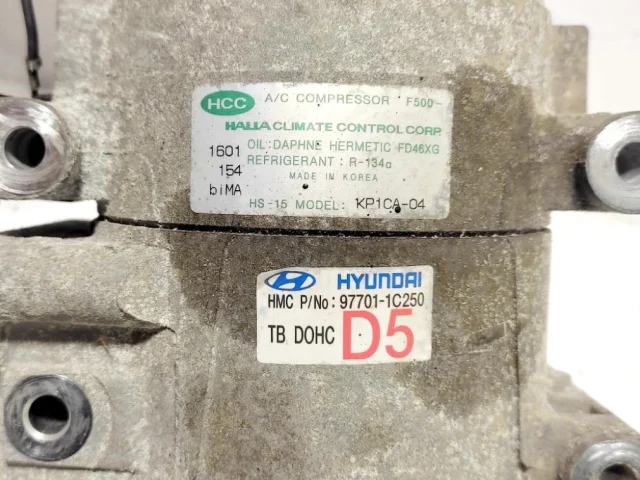 HCC A/C COMPRESSOR F500-
HALLA CLIMATE CONTROL CORP.
1601 OIL: DAPHNE HERMETIC FD46XG
154 REFRIGERANT : R-134a
biMA MADE IN KOREA
HS-15 MODEL: KP1CA-04
HYUNDAI
HMC P/No : 97701-1C250
TB DOHC D5